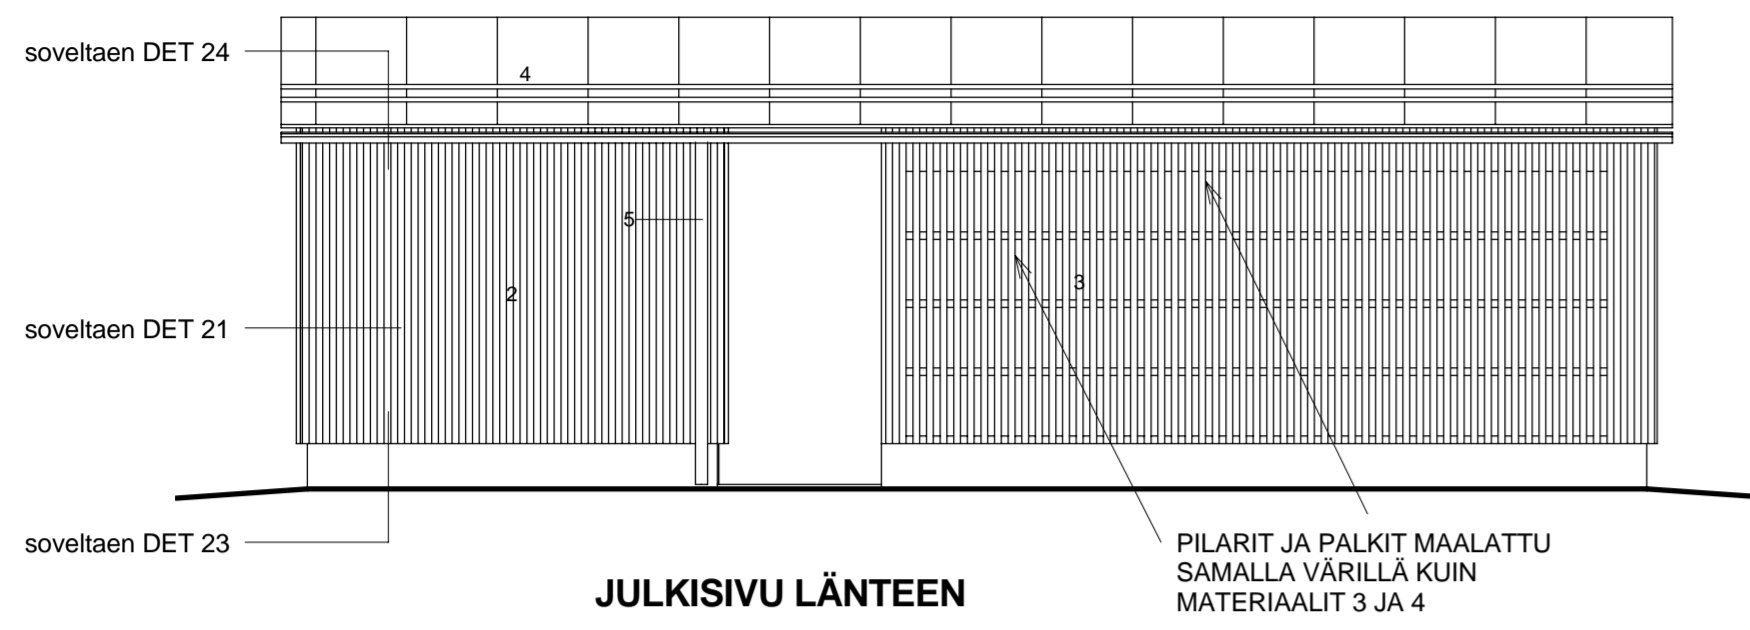 soveltaen DET 24
4
5
3
2
soveltaen DET 21
soveltaen DET 23
PILARIT JA PALKIT MAALATTU
SAMALLA VÄRILLÄ KUIN
MATERIAALIT 3 JA 4
JULKISIVU LÄNTEEN